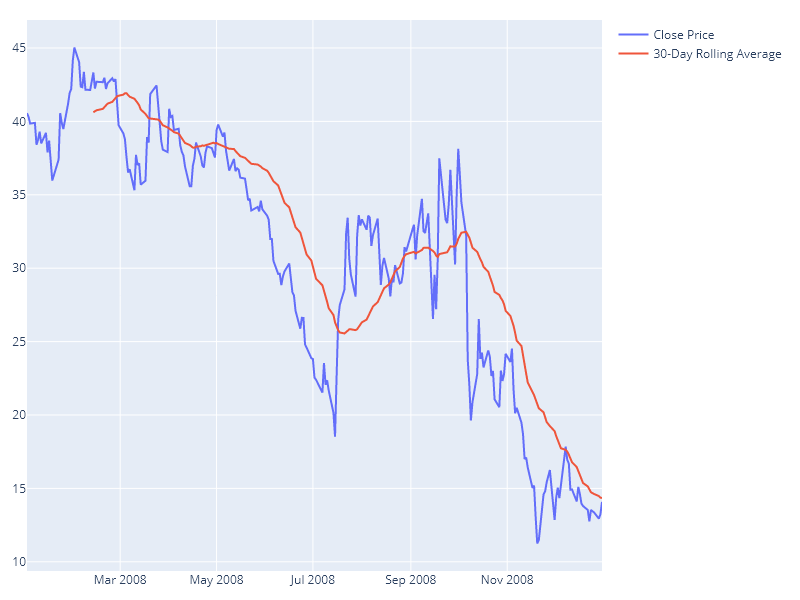 Close Price
30-Day Rolling Average
45
40
35
30
25
20
15
10
Mar 2008
May 2008
Jul 2008
Sep 2008
Nov 2008